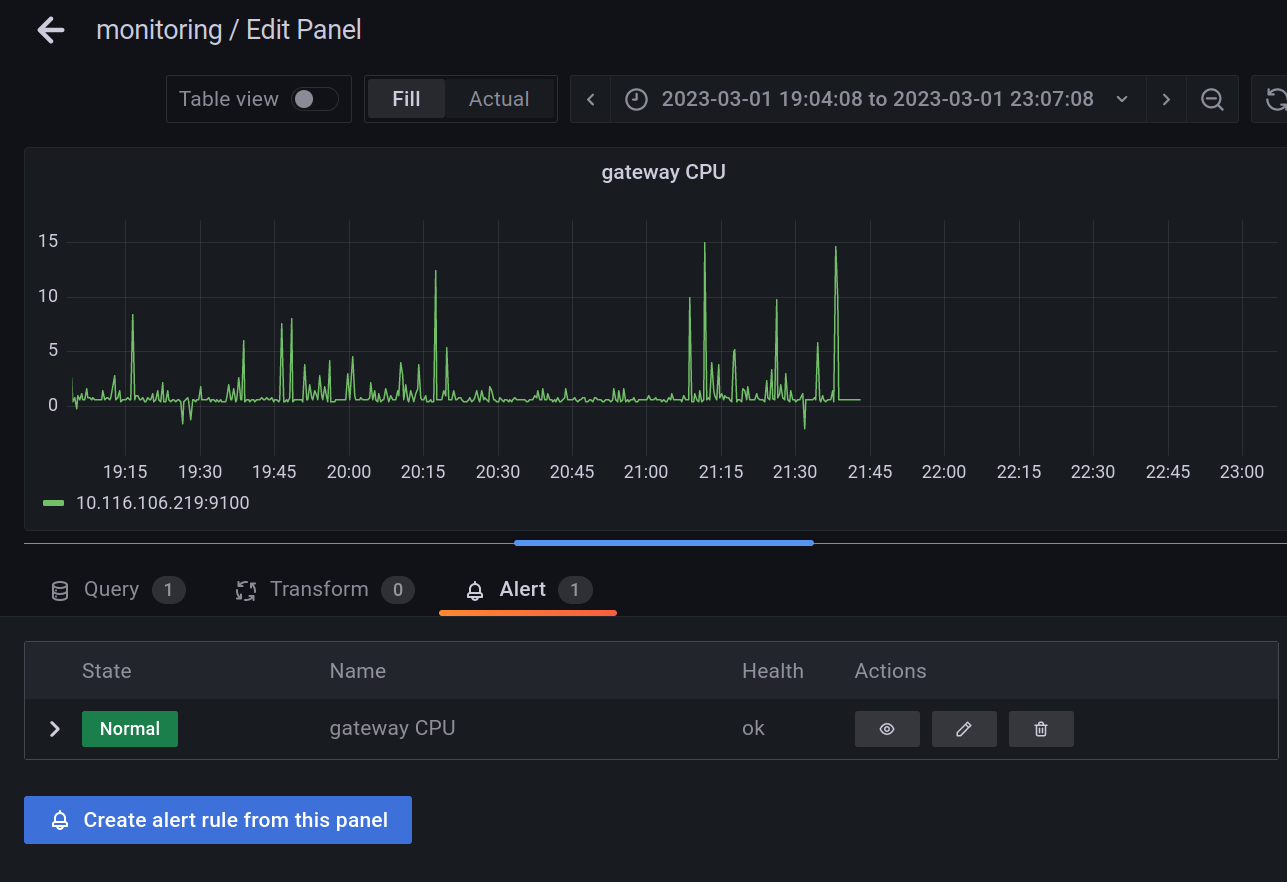 monitoring / Edit Panel
Table view Fill Actual 2023-03-01 19:04:08 to 2023-03-01 23:07:08
gateway CPU
15
10
5
0
19:15 19:30 19:45 20:00 20:15 20:30 20:45 21:00 21:15 21:30 21:45 22:00 22:15 22:30 22:45 23:00
10.116.106.219:9100
Query 1 Transform 0 Alert 1
State Name Health Actions
Normal gateway CPU ok
Create alert rule from this panel